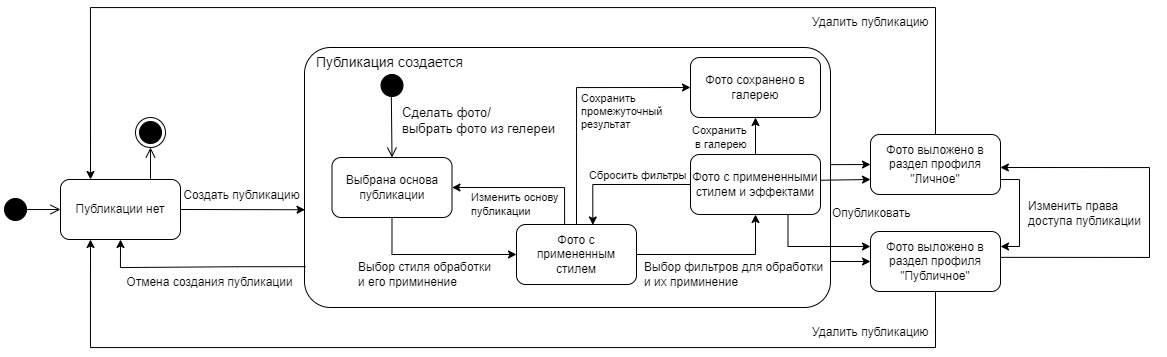 Удалить публикацию
Публикация создается
Сделать фото/
выбрать фото из гелереи
Сохранить
промежуточный
результат
Фото сохранено в
галерею
Сохранить
в галерею
Публикации нет
Создать публикацию
Выбрана основа
публикации
Изменить основу
публикации
Сбросить фильтры
Фото с примененными
стилем и эффектами
Фото выложено в
раздел профиля
"Личное"
Опубликовать
Изменить права
доступа публикации
Отмена создания публикации
Выбор стиля обработки
и его приминение
Фото с
примененным
стилем
Выбор фильтров для обработки
и их приминение
Фото выложено в
раздел профиля
"Публичное"
Удалить публикацию